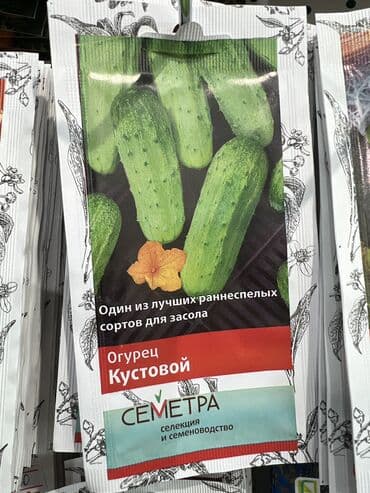 Один из лучших раннеспелых
сортов для засола
Огурец
Кустовой
СЕМЕТРА
селекция
и семеноводство